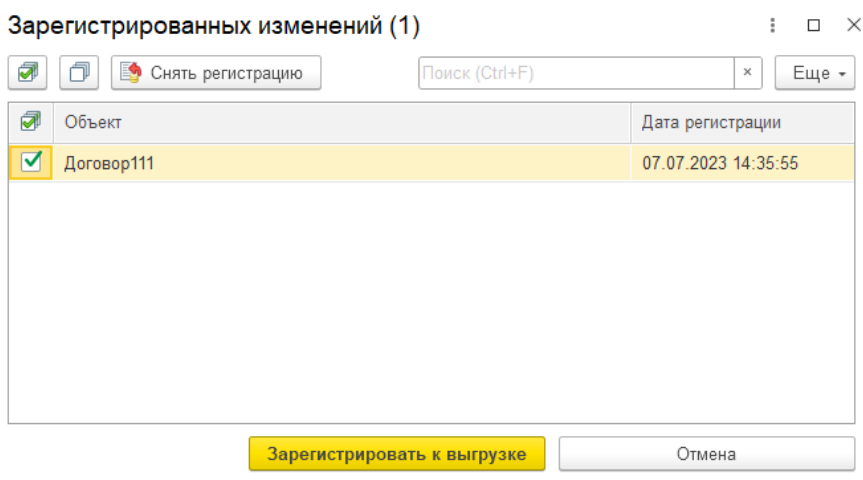 Зарегистрированных изменений (1)
Снять регистрацию
Поиск (Ctrl+F)
×
Еще
Объект
Дата регистрации
Договор111
07.07.2023 14:35:55
Зарегистрировать к выгрузке
Отмена